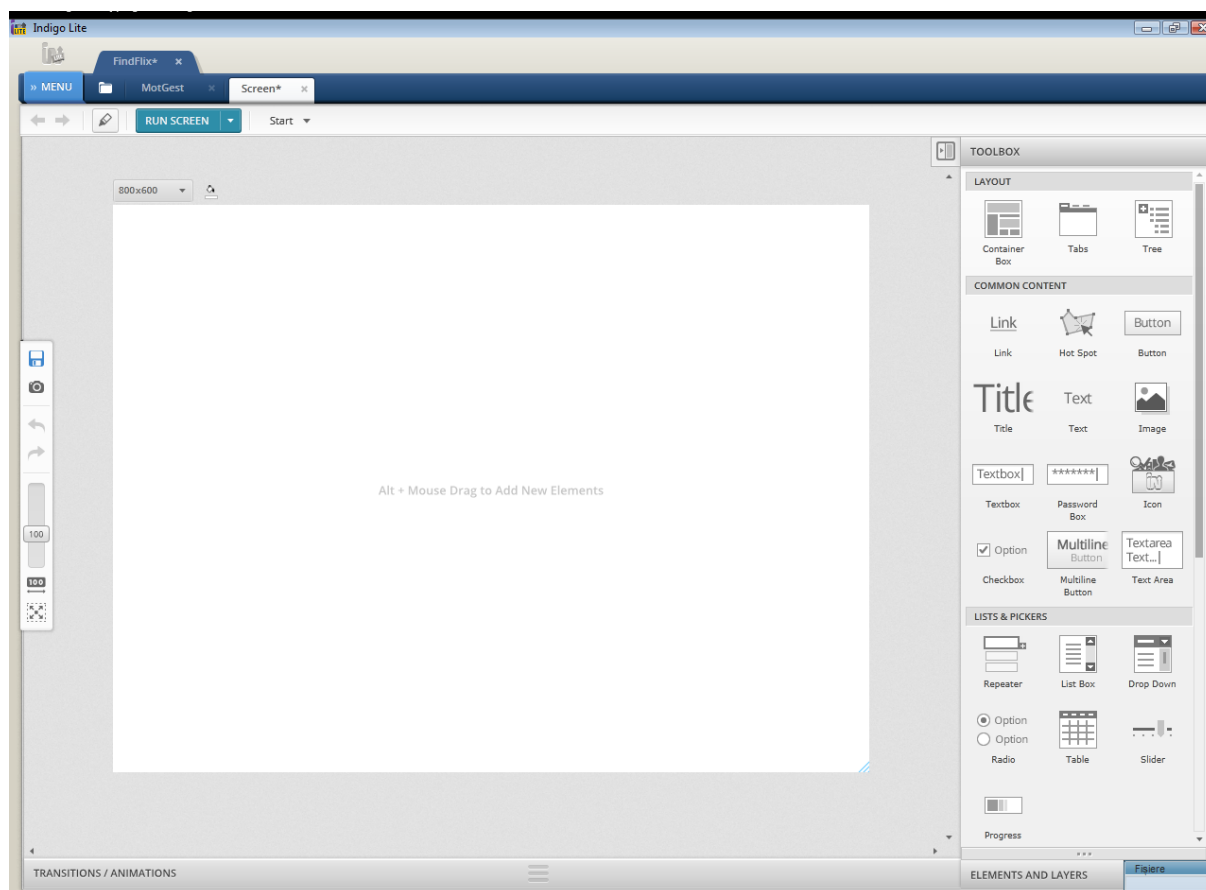 Indigo Lite
FindFlix*
» MENU
MotGest
Screen*
RUN SCREEN
Start
TOOLBOX
800x600
LAYOUT
Container Box
Tabs
Tree
COMMON CONTENT
Link
Button
Link
Hot Spot
Button
Title
Text
Title
Text
Image
Textbox
*******
Textbox
Password Box
Icon
Option
Multiline Button
Textarea Text...
Checkbox
Multiline Button
Text Area
Alt + Mouse Drag to Add New Elements
100
100
LISTS & PICKERS
Repeater
List Box
Drop Down
Option
Option
Radio
Table
Slider
Progress
TRANSITIONS / ANIMATIONS
ELEMENTS AND LAYERS
Fișiere